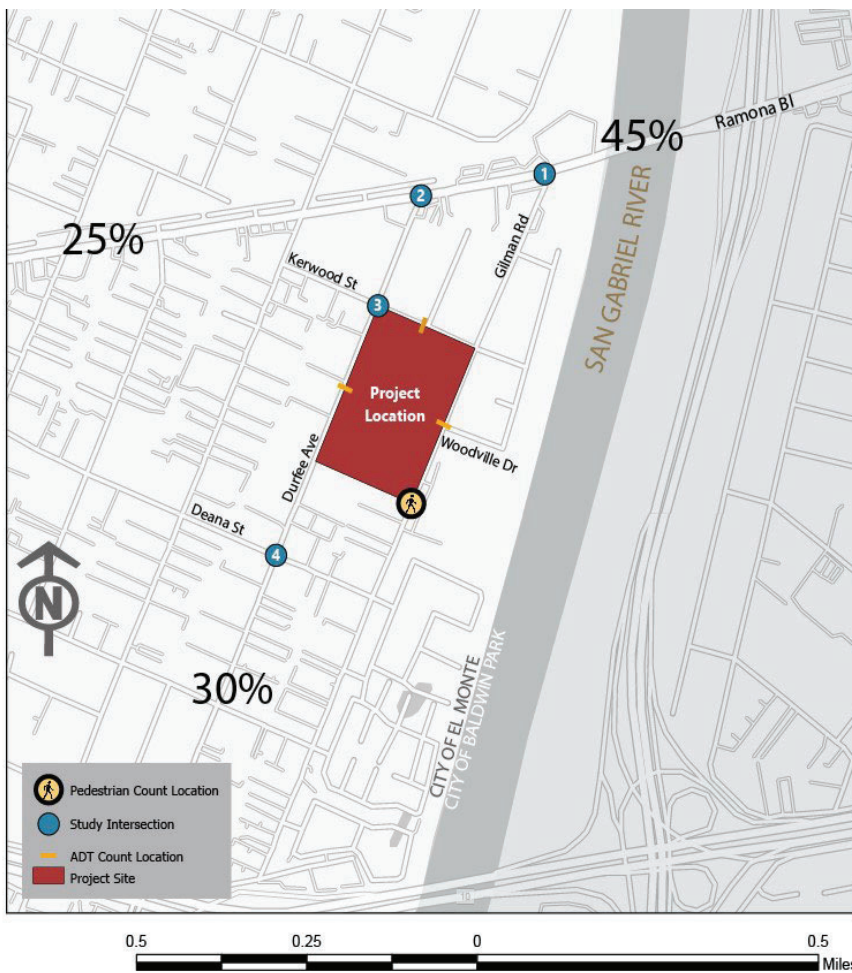 Ramona Bl
45%
1
2
25%
Gilman Rd
SAN GABRIEL RIVER
Kerwood St
3
Project
Location
Durfee Ave
Woodville Dr
Deana St
4
N
30%
CITY OF EL MONTE
CITY OF BALDWIN PARK
Pedestrian Count Location
Study Intersection
ADT Count Location
Project Site
10
0.5
0.25
0
0.5
Miles